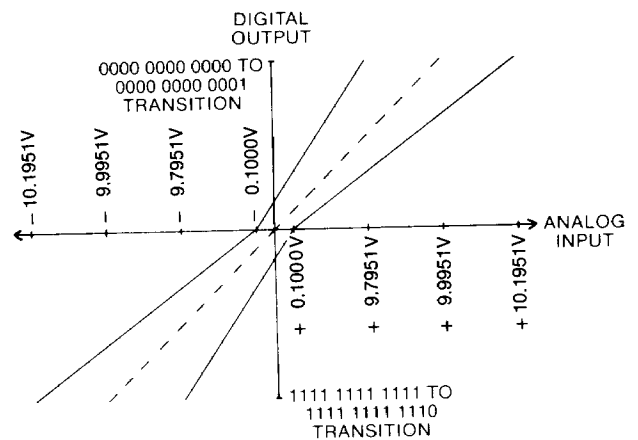 DIGITAL
OUTPUT
0000 0000 0000 TO
0000 0000 0001
TRANSITION
− 10.1951V
− 9.9951V
− 9.7951V
− 0.1000V
ANALOG
INPUT
+ 0.1000V
+ 9.7951V
+ 9.9951V
+ 10.1951V
1111 1111 1111 TO
1111 1111 1110
TRANSITION